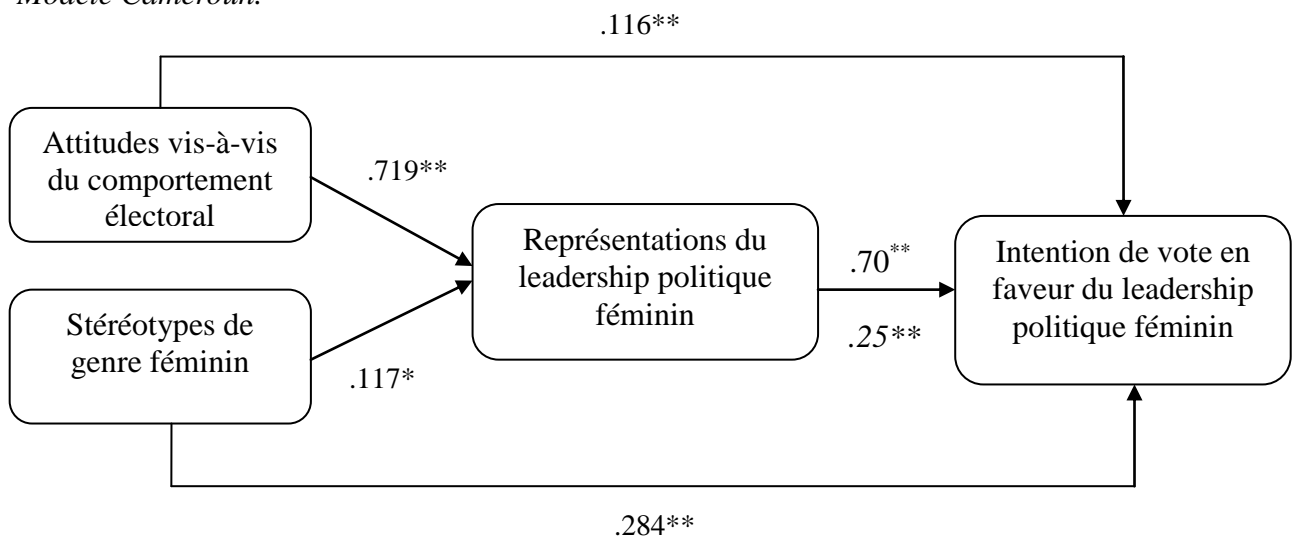 Modèle Cameroun.
.116**
Attitudes vis-à-vis
du comportement
électoral
.719**
Représentations du
leadership politique
féminin
.70**
.25**
Intention de vote en
faveur du leadership
politique féminin
Stéréotypes de
genre féminin
.117*
.284**